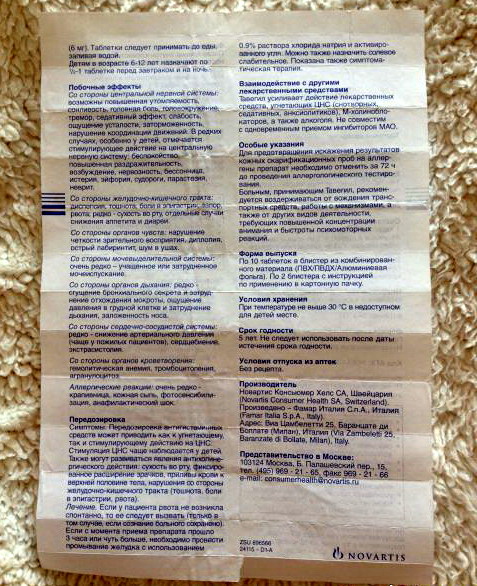 (6 мг). Таблетки следует принимать до еды,
запивая водой.
Детям в возрасте 6-12 лет назначают по
½-1 таблетке перед завтраком и на ночь.
Побочные эффекты
Со стороны центральной нервной системы:
возможны повышенная утомляемость,
сонливость, головная боль, головокружение,
тремор, седативный эффект, слабость,
ощущение усталости, заторможенность,
нарушение координации движений. В редких
случаях, особенно у детей, отмечается
стимулирующее действие на центральную
нервную систему: беспокойство,
повышенная раздражительность,
возбуждение, нервозность, бессонница,
истерия, эйфория, судороги, парастезия,
неврит.
Со стороны желудочно-кишечного тракта:
диспепсия, тошнота, боли в эпигастрии, запор,
рвота; редко - сухость во рту, отдельные случаи
снижения аппетита и диареи.
Со стороны органов чувств: нарушение
четкости зрительного восприятия, диплопия,
острый лабиринтит, шум в ушах.
Со стороны мочевыделительной системы:
очень редко – учащенное или затрудненное
мочеиспускание.
Со стороны органов дыхания: редко -
сгущение бронхиального секрета и затруд-
нение отхождения мокроты, ощущение
давления в грудной клетке и затруднение
дыхания, заложенность носа.
Со стороны сердечно-сосудистой системы:
редко - снижение артериального давления
(чаще у пожилых пациентов), сердцебиение,
экстрасистолия.
Со стороны органов кроветворения:
гемолитическая анемия, тромбоцитопения,
агранулоцитоз.
Аллергические реакции: очень редко -
крапивница, кожная сыпь, фотосенсибили-
зация, анафилактический шок.
Передозировка
Симптомы: Передозировка антигистаминных
средств может приводить как к угнетающему,
так и стимулирующему действию на ЦНС.
Стимуляция ЦНС чаще наблюдается у детей.
Также могут развиваться явления антихоли-
нергического действия: сухость во рту, фикси-
рованное расширение зрачков, приливы крови к
верхней половине тела, нарушения со стороны
желудочно-кишечного тракта (тошнота, боли
в эпигастрии, рвота).
Лечение. Если у пациента рвота не возникла
спонтанно, то ее следует вызвать (только в
том случае, если сознание больного сохранено).
Если с момента приема препарата прошло
3 часа или чуть больше, необходимо провести
промывание желудка с использованием
0.9% раствора хлорида натрия и активиро-
ванного угля. Можно также назначить солевое
слабительное. Показана также симптома-
тическая терапия.
Взаимодействие с другими
лекарственными средствами
Тавегил усиливает действие лекарственных
средств, угнетающих ЦНС (снотворных,
седативных, анксиолитиков), М-холинобло-
каторов, а также алкоголя. Не совместим
с одновременным приемом ингибиторов МАО.
Особые указания
Для предотвращения искажения результатов
кожных скарификационных проб на аллер-
гены препарат необходимо отменить за 72 ч
до проведения аллергологического тестиро-
вания.
Больным, принимающим Тавегил, рекомен-
дуется воздерживаться от вождения транс-
портных средств, работы с механизмами, а
также от других видов деятельности,
требующих повышенной концентрации
внимания и быстроты психомоторных
реакций.
Форма выпуска
По 10 таблеток в блистер из комбинирован-
ного материала (ПВХ/ПВДХ/Алюминиевая
фольга). По 2 блистера с инструкцией
по применению в картонную пачку.
Условия хранения
При температуре не выше 30 °С в недоступном
для детей месте.
Срок годности
5 лет. Не следует использовать после даты
истечения срока годности.
Условия отпуска из аптек
Без рецепта.
Производитель
Новартис Консьюмер Хелс СА, Швейцария
(Novartis Consumer Health SA, Switzerland).
Произведено – Фамар Италия С.п.А., Италия
(Famar Italia S.p.A., Italy).
Адрес: Виа Цамбелетти 25, Баранцате ди
Боллате (Милан), Италия (Via Zambeletti 25,
Baranzate di Bollate, Milan), Italy.
Представительство в Москве:
103124 Москва, Б. Палашевский пер., 15,
тел. (495) 969 - 21 - 65, факс 969 - 21 - 66
e-mail: consumerhealth@novartis.ru
24115 - D1-A
NOVARTIS